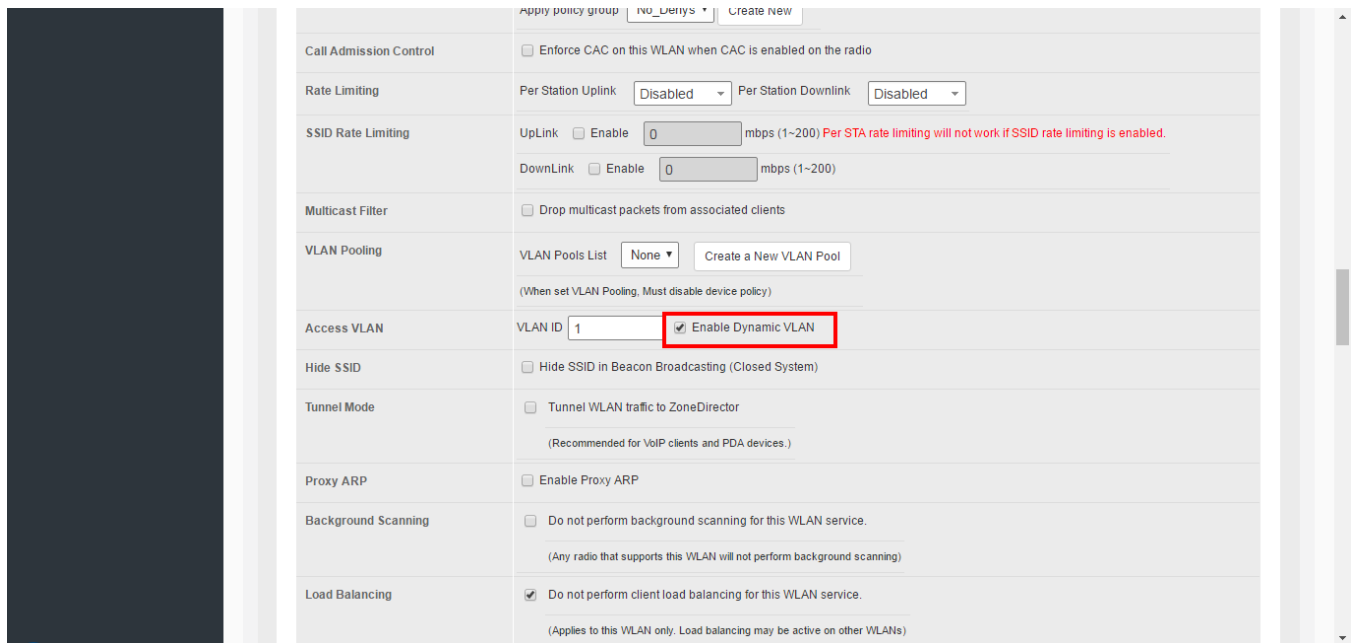 Apply policy group No_Denys Create New
Call Admission Control Enforce CAC on this WLAN when CAC is enabled on the radio
Rate Limiting Per Station Uplink Disabled Per Station Downlink Disabled
SSID Rate Limiting UpLink Enable 0 mbps (1~200) Per STA rate limiting will not work if SSID rate limiting is enabled.
DownLink Enable 0 mbps (1~200)
Multicast Filter Drop multicast packets from associated clients
VLAN Pooling VLAN Pools List None Create a New VLAN Pool
(When set VLAN Pooling, Must disable device policy)
Access VLAN VLAN ID 1 Enable Dynamic VLAN
Hide SSID Hide SSID in Beacon Broadcasting (Closed System)
Tunnel Mode Tunnel WLAN traffic to ZoneDirector
(Recommended for VoIP clients and PDA devices.)
Proxy ARP Enable Proxy ARP
Background Scanning Do not perform background scanning for this WLAN service.
(Any radio that supports this WLAN will not perform background scanning)
Load Balancing Do not perform client load balancing for this WLAN service.
(Applies to this WLAN only. Load balancing may be active on other WLANs)